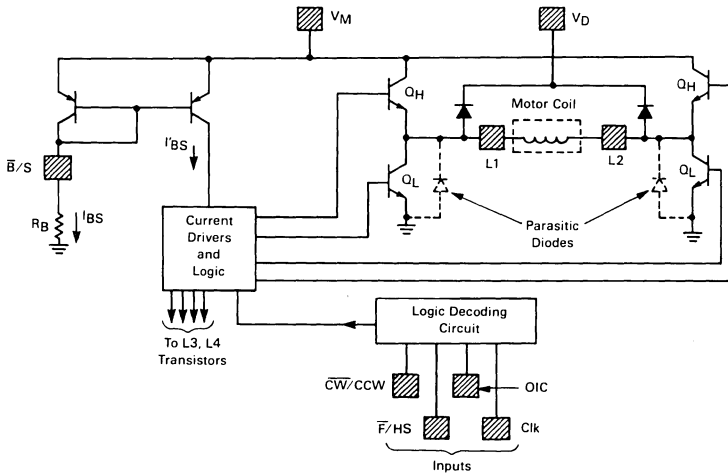 V_M
V_D
Q_H
Q_H
Motor Coil
I'_BS
L1
L2
B̅/S
Q_L
Q_L
R_B
I_BS
Current
Drivers
and
Logic
Parasitic
Diodes
Logic Decoding
Circuit
To L3, L4
Transistors
C̅W̅/CCW
OIC
F̅/HS
Clk
Inputs